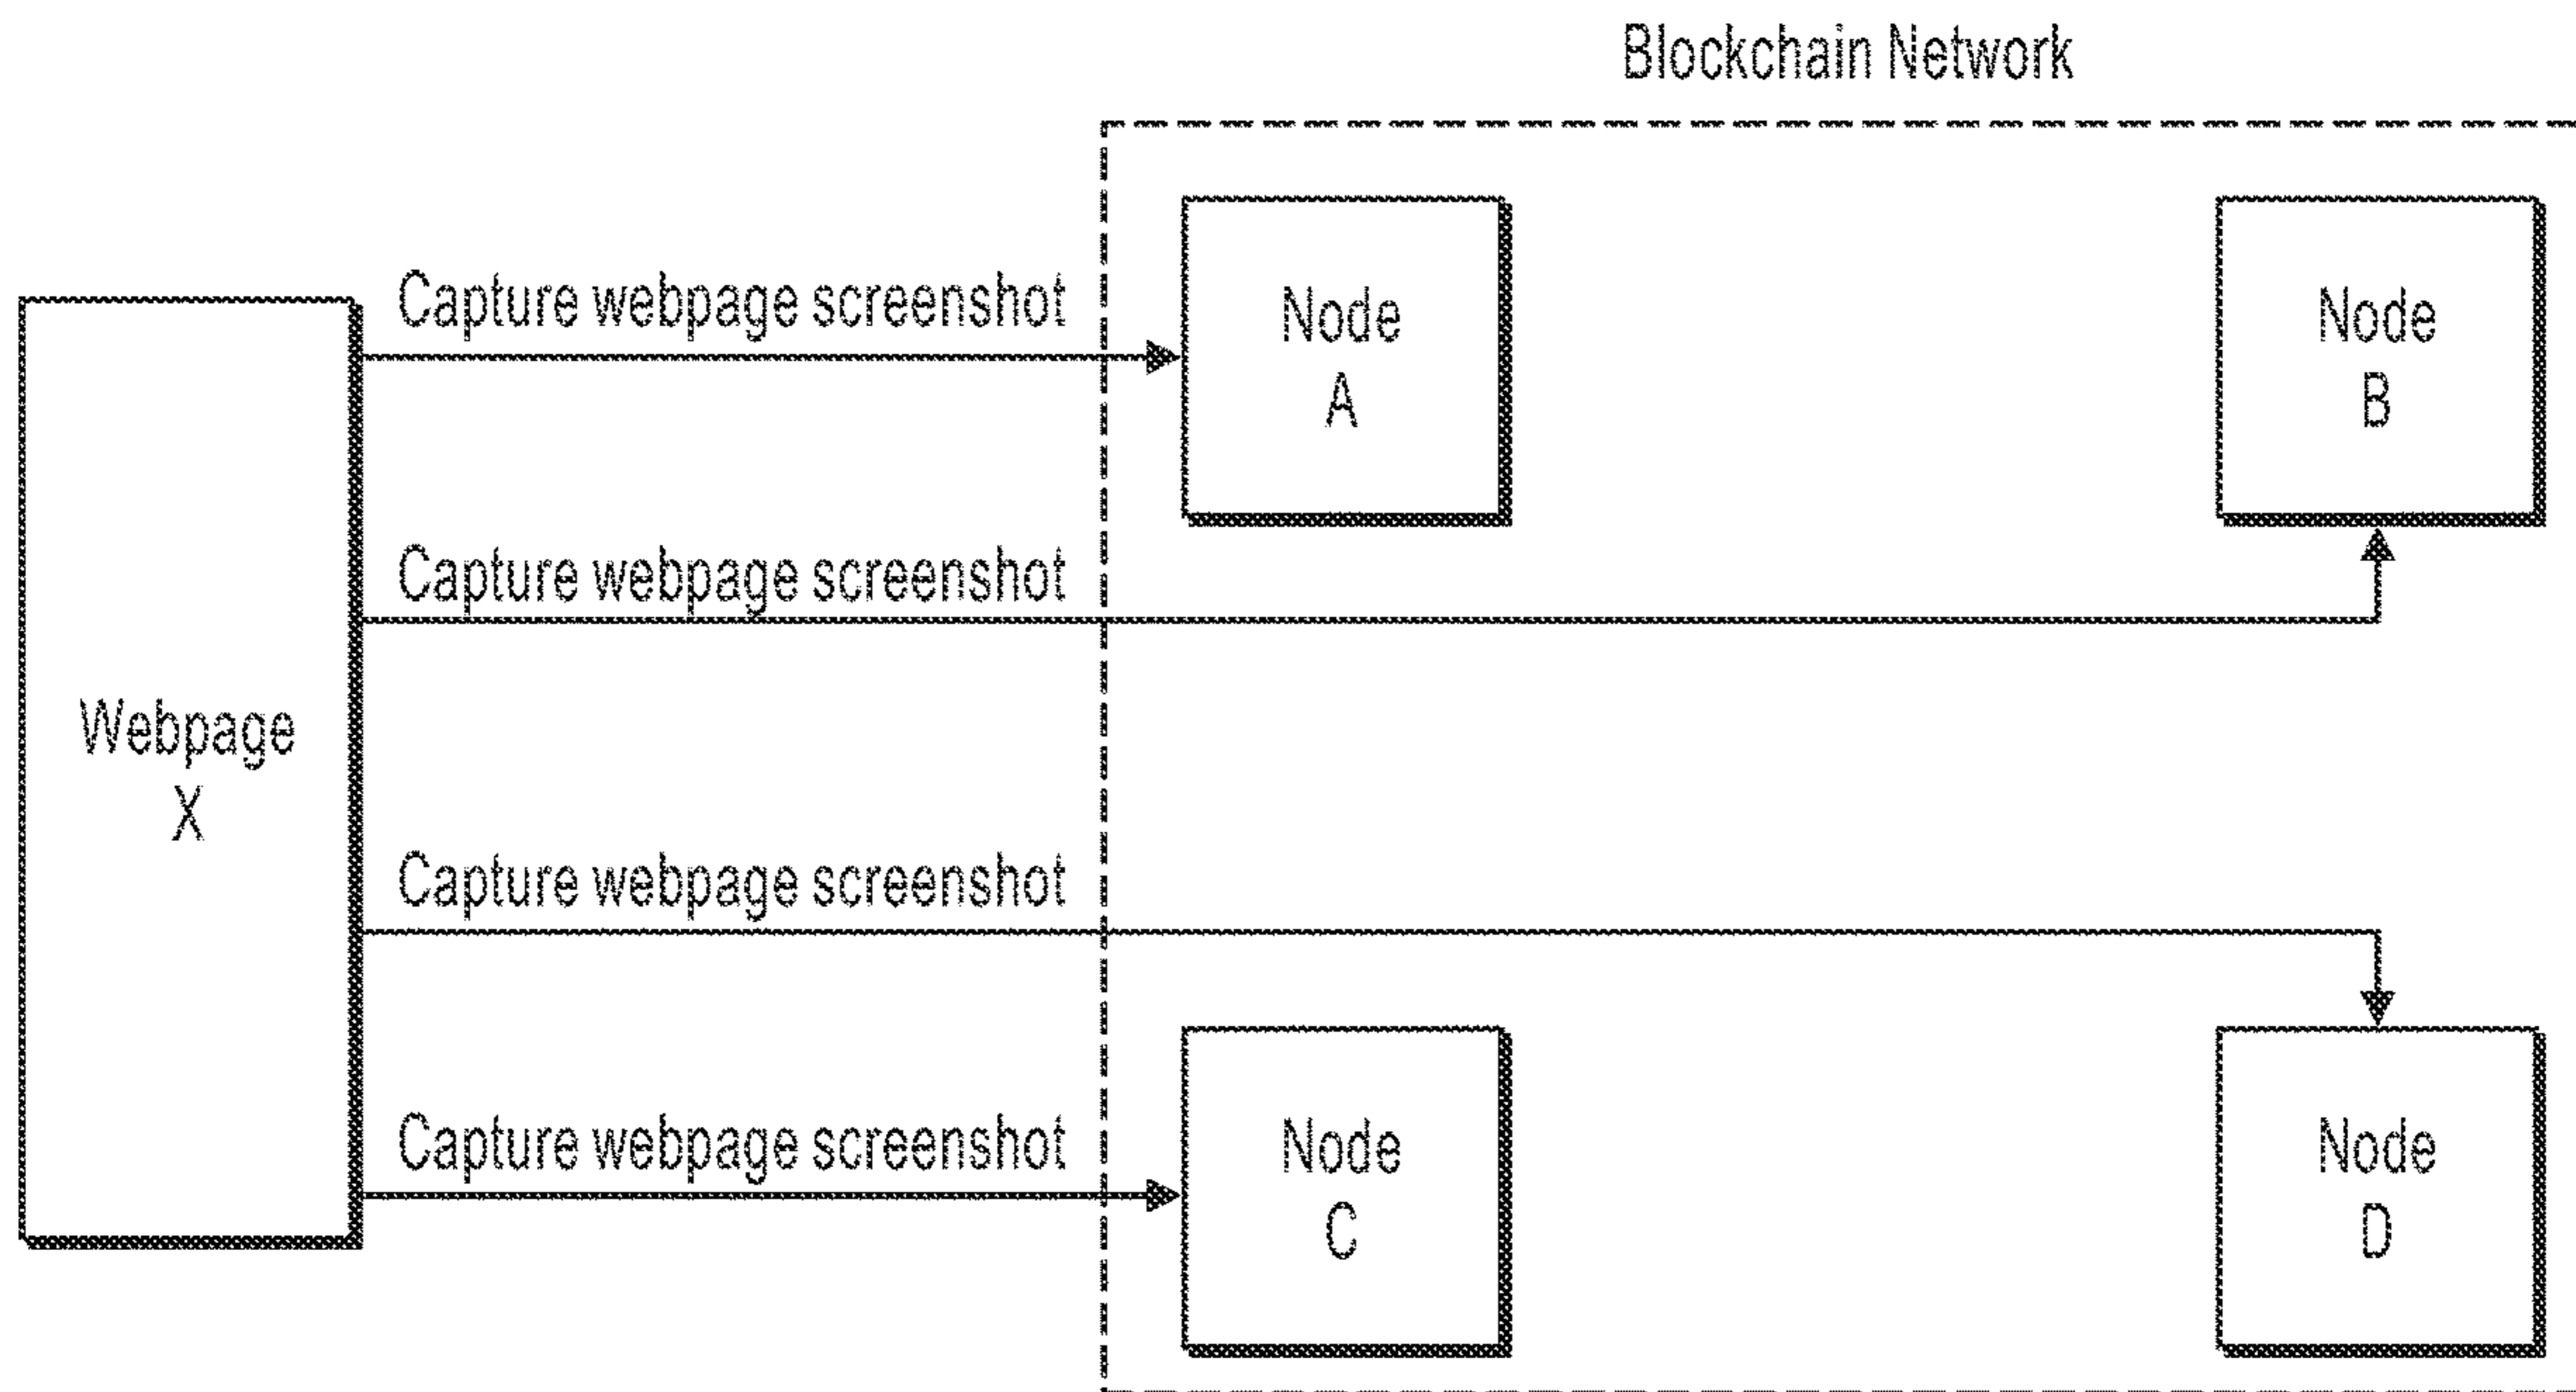 Blockchain Network
Capture webpage screenshot
Node
A
Node
B
Capture webpage screenshot
Webpage
X
Capture webpage screenshot
Capture webpage screenshot
Node
C
Node
D